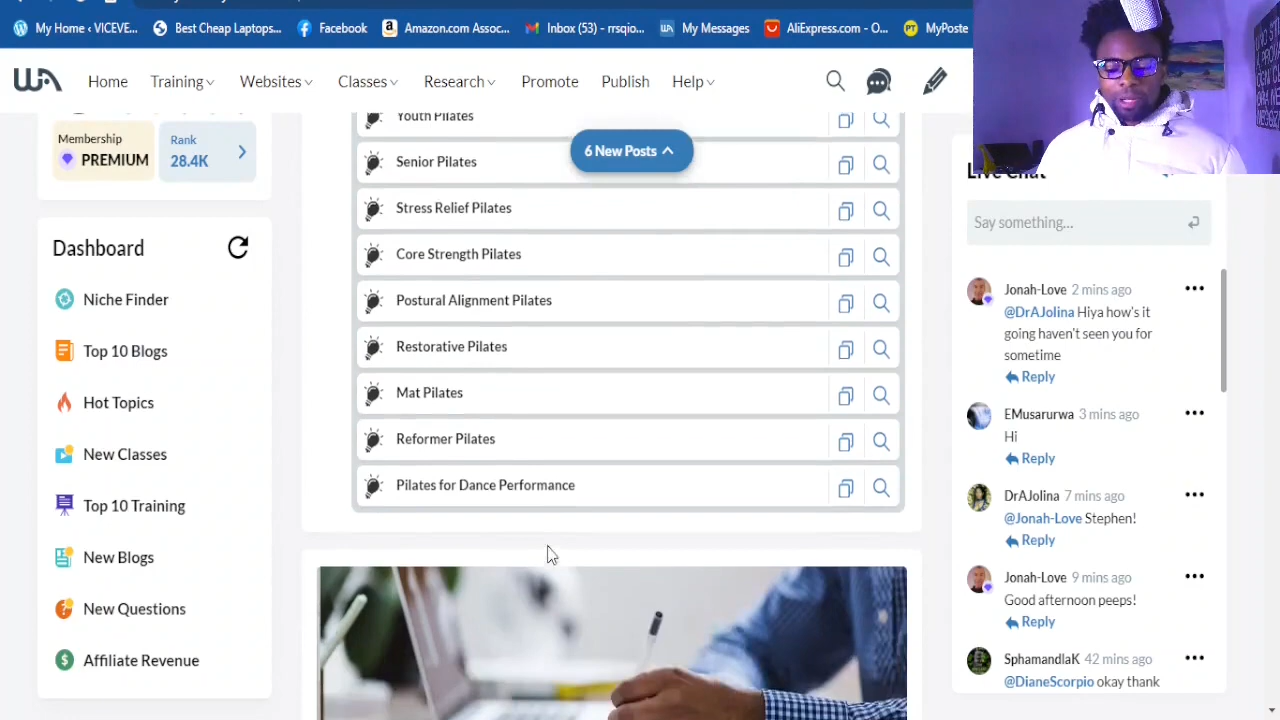 My Home ‹ VICEVE...
Best Cheap Laptops...
Facebook
Amazon.com Assoc...
Inbox (53) - rrsqio...
My Messages
AliExpress.com - O...
MyPoste
WA
Home
Training
Websites
Classes
Research
Promote
Publish
Help
Membership
PREMIUM
Rank
28.4K
Dashboard
Niche Finder
Top 10 Blogs
Hot Topics
New Classes
Top 10 Training
New Blogs
New Questions
Affiliate Revenue
6 New Posts
Youth Pilates
Senior Pilates
Stress Relief Pilates
Core Strength Pilates
Postural Alignment Pilates
Restorative Pilates
Mat Pilates
Reformer Pilates
Pilates for Dance Performance
Live Chat
Say something...
Jonah-Love 2 mins ago
@DrAJolina Hiya how's it
going haven't seen you for
sometime
Reply
EMusarurwa 3 mins ago
Hi
Reply
DrAJolina 7 mins ago
@Jonah-Love Stephen!
Reply
Jonah-Love 9 mins ago
Good afternoon peeps!
Reply
SphamandlaK 42 mins ago
@DianeScorpio okay thank